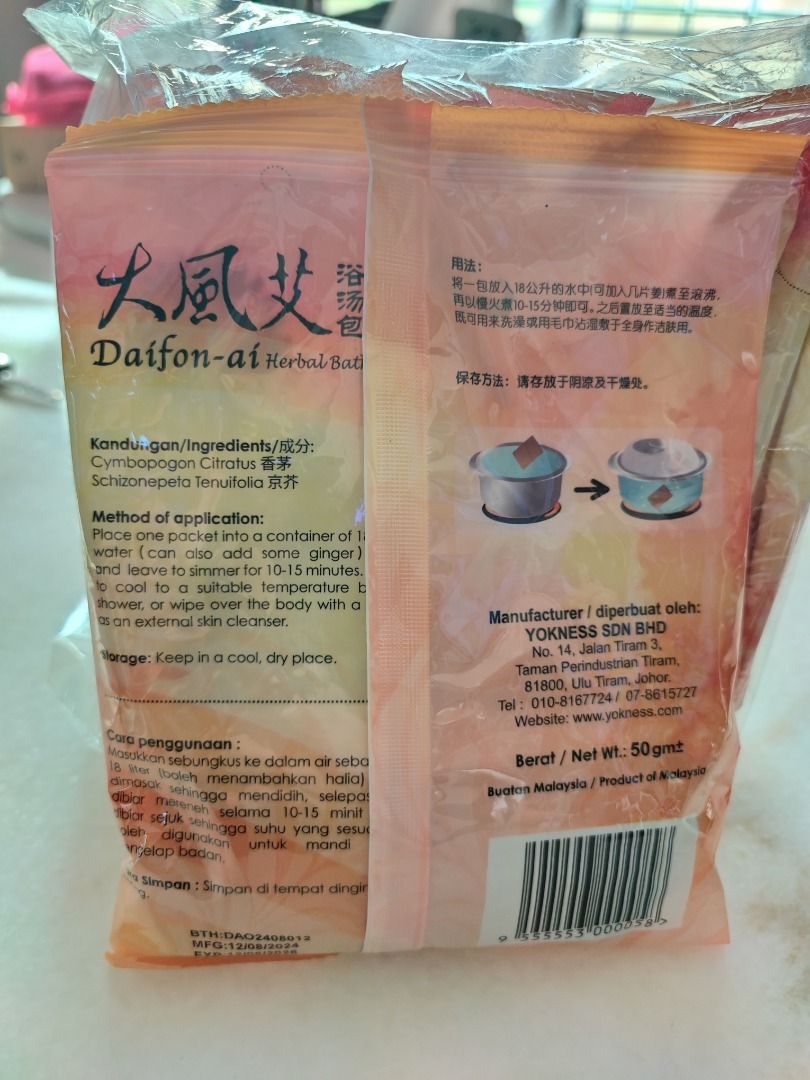 大風艾
浴
汤
包
Daifon-ai Herbal Bat
Kandungan/Ingredients/成分:
Cymbopogon Citratus 香茅
Schizonepeta Tenuifolia 京芥
Method of application:
Place one packet into a container of 1
water ( can also add some ginger )
and leave to simmer for 10-15 minutes.
to cool to a suitable temperature b
shower, or wipe over the body with a
as an external skin cleanser.
Storage: Keep in a cool, dry place.
Cara penggunaan :
Masukkan sebungkus ke dalam air seba
18 liter (boleh menambahkan halia)
dimasak sehingga mendidih, selepas
dibiar mereneh selama 10-15 minit
dibiar sejuk sehingga suhu yang sesu
oleh digunakan untuk mandi
engelap badan.
ra Simpan : Simpan di tempat dingin
g.
BTH:DAO2408012
MFG:12/08/2024
EXP
用法：
将一包放入18公升的水中(可加入几片姜)煮至滚沸，
再以慢火煮10-15分钟即可。之后置放至适当的温度，
既可用来洗澡或用毛巾沾湿敷于全身作洁肤用。
保存方法：请存放于阴凉及干燥处。
Manufacturer / diperbuat oleh:
YOKNESS SDN BHD
No. 14, Jalan Tiram 3,
Taman Perindustrian Tiram,
81800, Ulu Tiram, Johor.
Tel : 010-8167724 / 07-8615727
Website: www.yokness.com
Berat / Net Wt.: 50gm±
Buatan Malaysia / Product of Malaysia
9 555553 000058 >